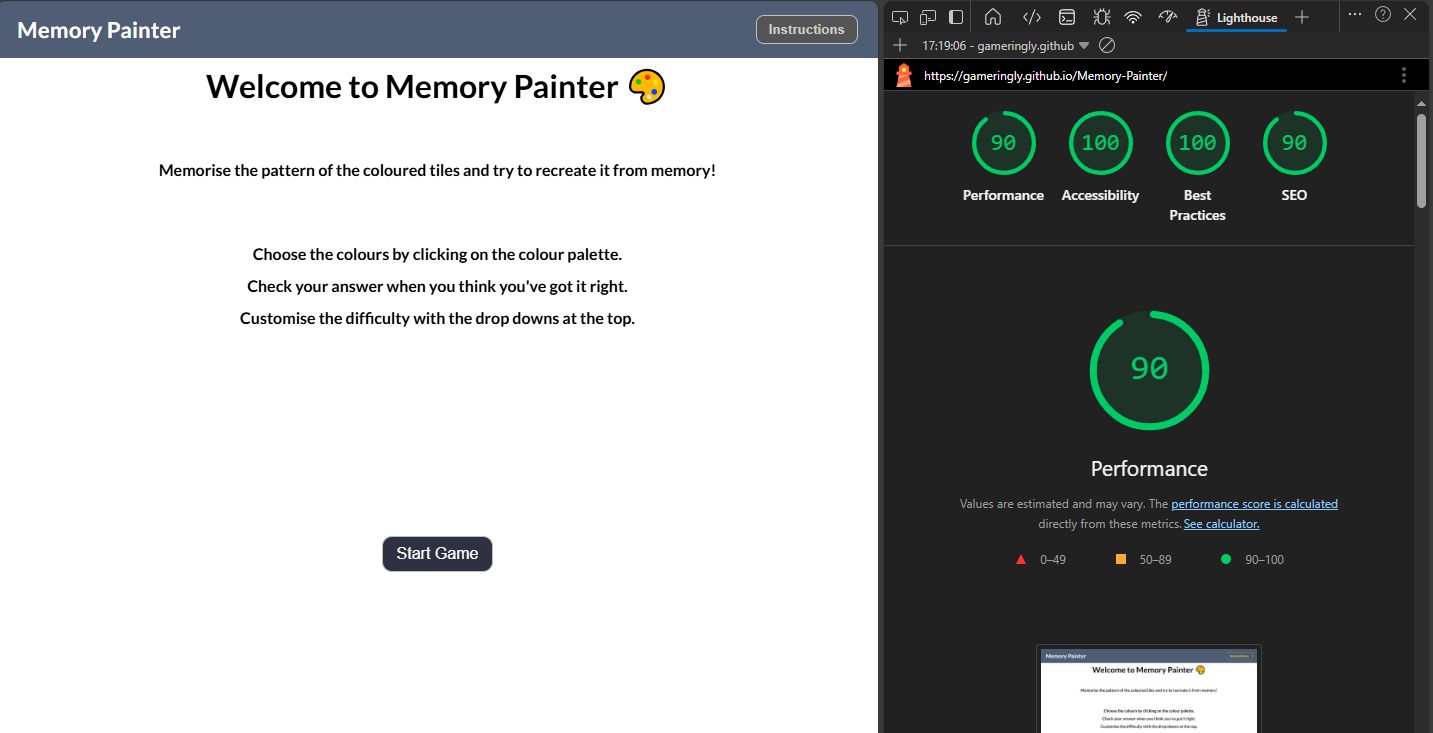 Memory Painter
Instructions
Welcome to Memory Painter
Memorise the pattern of the coloured tiles and try to recreate it from memory!
Choose the colours by clicking on the colour palette.
Check your answer when you think you've got it right.
Customise the difficulty with the drop downs at the top.
Start Game
Lighthouse
17:19:06 - gameringly.github
https://gameringly.github.io/Memory-Painter/
90
100
100
90
Performance
Accessibility
Best
Practices
SEO
90
Performance
Values are estimated and may vary. The performance score is calculated
directly from these metrics. See calculator.
0–49
50–89
90–100
Memory Painter
Instructions
Welcome to Memory Painter
Memorise the pattern of the coloured tiles and try to recreate it from memory!
Choose the colours by clicking on the colour palette.
Check your answer when you think you've got it right.
Customise the difficulty with the drop downs at the top.